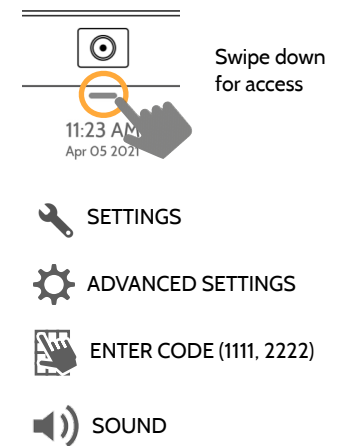 Swipe down
for access
11:23 AM
Apr 05 2021
SETTINGS
ADVANCED SETTINGS
ENTER CODE (1111, 2222)
SOUND